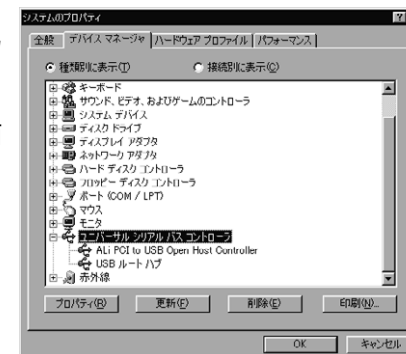 システムのプロパティ
全般 デバイス マネージャ ハードウェア プロファイル パフォーマンス
種類別に表示(T) 接続別に表示(C)
キーボード
サウンド、ビデオ、およびゲームのコントローラ
システム デバイス
ディスク ドライブ
ディスプレイ アダプタ
ネットワーク アダプタ
ハード ディスク コントローラ
フロッピー ディスク コントローラ
ポート (COM / LPT)
マウス
モニタ
ユニバーサル シリアル バス コントローラ
ALi PCI to USB Open Host Controller
USB ルート ハブ
赤外線
プロパティ(R) 更新(F) 削除(E) 印刷(N)...
OK キャンセル